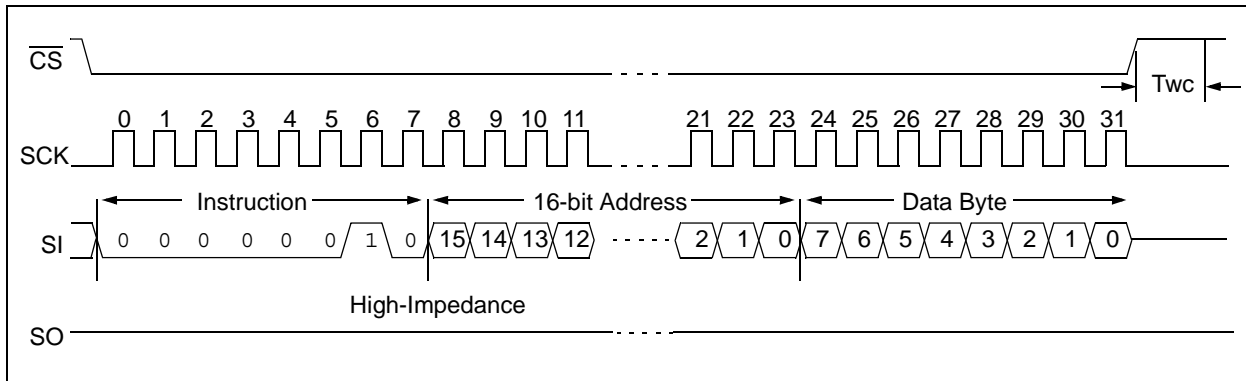 CS
Twc
0 1 2 3 4 5 6 7 8 9 10 11 21 22 23 24 25 26 27 28 29 30 31
SCK
Instruction 16-bit Address Data Byte
SI 0 0 0 0 0 0 1 0 15 14 13 12 2 1 0 7 6 5 4 3 2 1 0
High-Impedance
SO